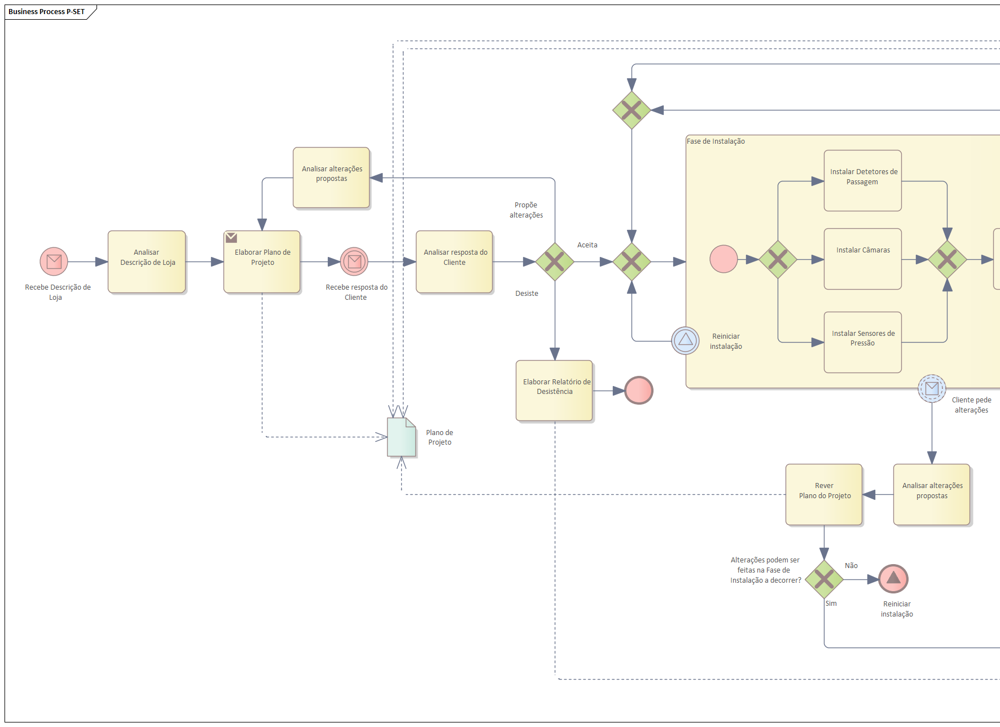 Business Process P-SET
Fase de Instalação
Analisar alterações
propostas
Instalar Detetores de
Passagem
Propõe
alterações
Aceita
Analisar
Descrição de Loja
Elaborar Plano de
Projeto
Analisar resposta do
Cliente
Instalar Câmaras
Recebe Descrição de
Loja
Recebe resposta do
Cliente
Desiste
Reiniciar
instalação
Instalar Sensores de
Pressão
Elaborar Relatório de
Desistência
Cliente pede
alterações
Plano de
Projeto
Rever
Plano do Projeto
Analisar alterações
propostas
Alterações podem ser
feitas na Fase de
Instalação a decorrer?
Não
Sim
Reiniciar
instalação